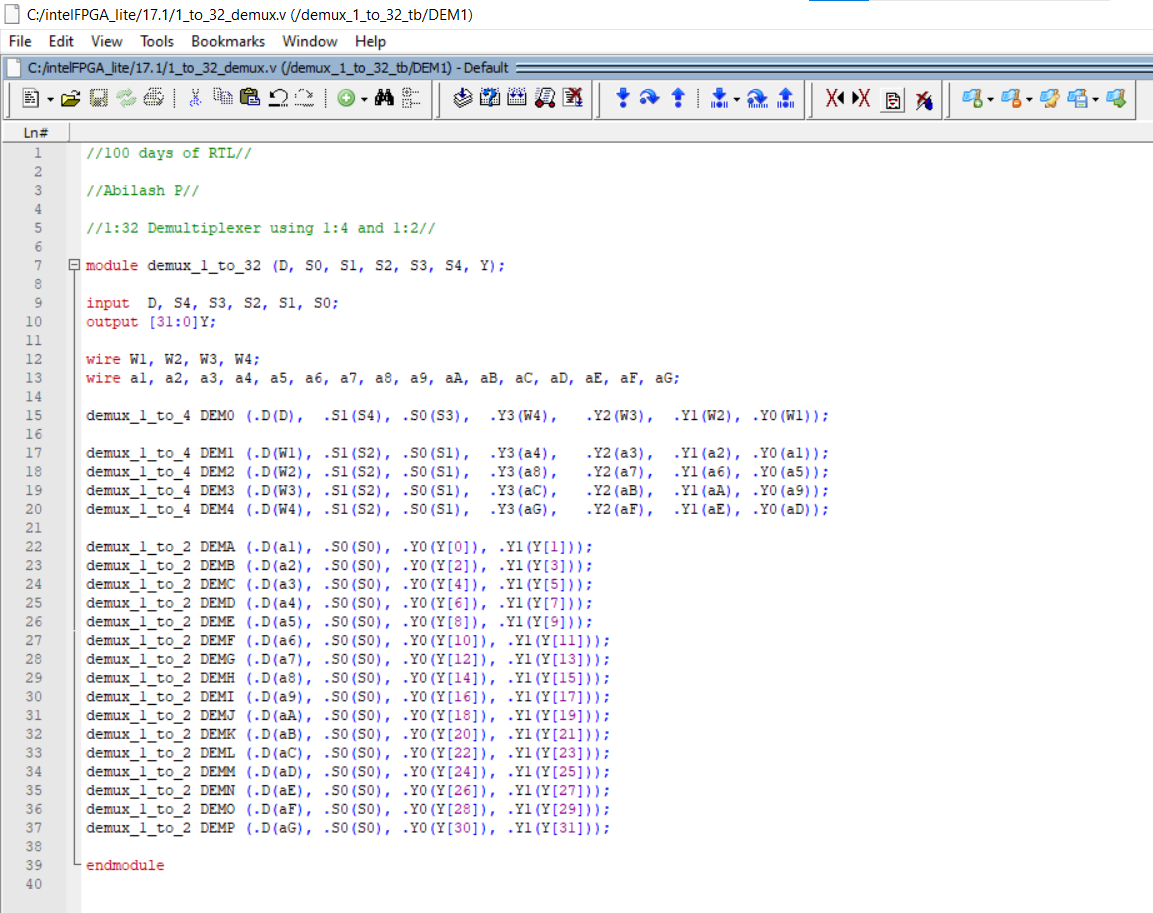 C:/intelFPGA_lite/17.1/1_to_32_demux.v (/demux_1_to_32_tb/DEM1)
File Edit View Tools Bookmarks Window Help
C:/intelFPGA_lite/17.1/1_to_32_demux.v (/demux_1_to_32_tb/DEM1) - Default
Ln#
1 //100 days of RTL//
2
3 //Abilash P//
4
5 //1:32 Demultiplexer using 1:4 and 1:2//
6
7 module demux_1_to_32 (D, S0, S1, S2, S3, S4, Y);
8
9 input D, S4, S3, S2, S1, S0;
10 output [31:0]Y;
11
12 wire W1, W2, W3, W4;
13 wire a1, a2, a3, a4, a5, a6, a7, a8, a9, aA, aB, aC, aD, aE, aF, aG;
14
15 demux_1_to_4 DEM0 (.D(D), .S1(S4), .S0(S3), .Y3(W4), .Y2(W3), .Y1(W2), .Y0(W1));
16
17 demux_1_to_4 DEM1 (.D(W1), .S1(S2), .S0(S1), .Y3(a4), .Y2(a3), .Y1(a2), .Y0(a1));
18 demux_1_to_4 DEM2 (.D(W2), .S1(S2), .S0(S1), .Y3(a8), .Y2(a7), .Y1(a6), .Y0(a5));
19 demux_1_to_4 DEM3 (.D(W3), .S1(S2), .S0(S1), .Y3(aC), .Y2(aB), .Y1(aA), .Y0(a9));
20 demux_1_to_4 DEM4 (.D(W4), .S1(S2), .S0(S1), .Y3(aG), .Y2(aF), .Y1(aE), .Y0(aD));
21
22 demux_1_to_2 DEMA (.D(a1), .S0(S0), .Y0(Y[0]), .Y1(Y[1]));
23 demux_1_to_2 DEMB (.D(a2), .S0(S0), .Y0(Y[2]), .Y1(Y[3]));
24 demux_1_to_2 DEMC (.D(a3), .S0(S0), .Y0(Y[4]), .Y1(Y[5]));
25 demux_1_to_2 DEMD (.D(a4), .S0(S0), .Y0(Y[6]), .Y1(Y[7]));
26 demux_1_to_2 DEME (.D(a5), .S0(S0), .Y0(Y[8]), .Y1(Y[9]));
27 demux_1_to_2 DEMF (.D(a6), .S0(S0), .Y0(Y[10]), .Y1(Y[11]));
28 demux_1_to_2 DEMG (.D(a7), .S0(S0), .Y0(Y[12]), .Y1(Y[13]));
29 demux_1_to_2 DEMH (.D(a8), .S0(S0), .Y0(Y[14]), .Y1(Y[15]));
30 demux_1_to_2 DEMI (.D(a9), .S0(S0), .Y0(Y[16]), .Y1(Y[17]));
31 demux_1_to_2 DEMJ (.D(aA), .S0(S0), .Y0(Y[18]), .Y1(Y[19]));
32 demux_1_to_2 DEMK (.D(aB), .S0(S0), .Y0(Y[20]), .Y1(Y[21]));
33 demux_1_to_2 DEML (.D(aC), .S0(S0), .Y0(Y[22]), .Y1(Y[23]));
34 demux_1_to_2 DEMM (.D(aD), .S0(S0), .Y0(Y[24]), .Y1(Y[25]));
35 demux_1_to_2 DEMN (.D(aE), .S0(S0), .Y0(Y[26]), .Y1(Y[27]));
36 demux_1_to_2 DEMO (.D(aF), .S0(S0), .Y0(Y[28]), .Y1(Y[29]));
37 demux_1_to_2 DEMP (.D(aG), .S0(S0), .Y0(Y[30]), .Y1(Y[31]));
38
39 endmodule
40